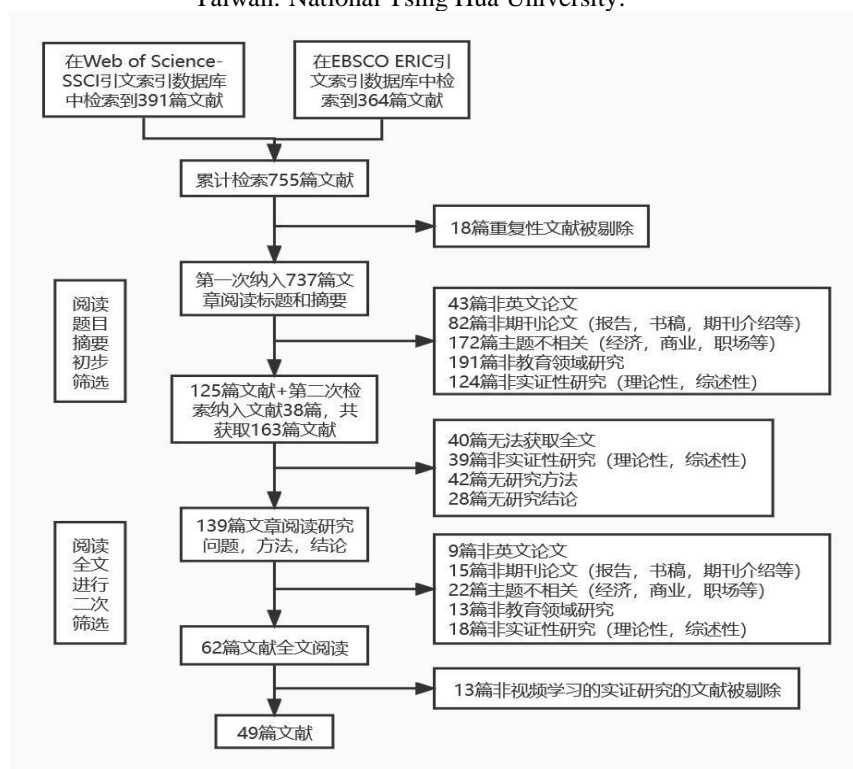 Taiwan: National Tsing Hua University.
在Web of Science-
SSCI引文索引数据库
中检索到391篇文献
在EBSCO ERIC引
文索引数据库中检
索到364篇文献
累计检索755篇文献
18篇重复性文献被剔除
第一次纳入737篇文
章阅读标题和摘要
阅读
题目
摘要
初步
筛选
43篇非英文论文
82篇非期刊论文（报告，书稿，期刊介绍等）
172篇主题不相关（经济，商业，职场等）
191篇非教育领域研究
124篇非实证性研究（理论性，综述性）
125篇文献+第二次检
索纳入文献38篇，共
获取163篇文献
40篇无法获取全文
39篇非实证性研究（理论性，综述性）
42篇无研究方法
28篇无研究结论
139篇文章阅读研究
问题，方法，结论
阅读
全文
进行
二次
筛选
9篇非英文论文
15篇非期刊论文（报告，书稿，期刊介绍等）
22篇主题不相关（经济，商业，职场等）
13篇非教育领域研究
18篇非实证性研究（理论性，综述性）
62篇文献全文阅读
13篇非视频学习的实证研究的文献被剔除
49篇文献